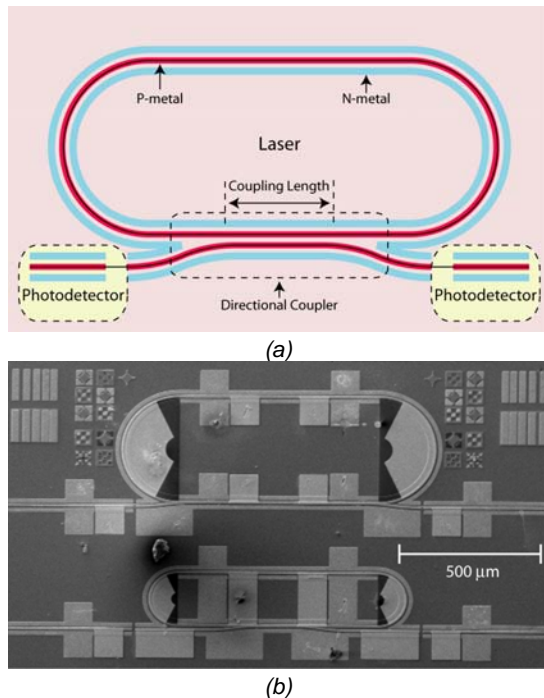 P-metal
N-metal
Laser
Coupling Length
Photodetector
Photodetector
Directional Coupler
(a)
500 μm
(b)